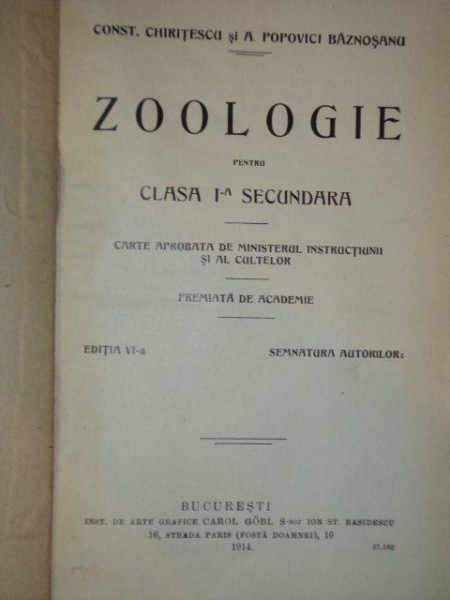 CONST. CHIRIȚESCU și A. POPOVICI BĂZNOȘANU
ZOOLOGIE
PENTRU
CLASA I-A SECUNDARA
CARTE APROBATA DE MINISTERUL INSTRUCȚIUNII
ȘI AL CULTELOR
PREMIATĂ DE ACADEMIE
EDIȚIA VI-a SEMNATURA AUTORILOR:
BUCUREȘTI
INST. DE ARTE GRAFICE CAROL GÖBL S-sor ION ST. RASIDESCU
16, STRADA PARIS (FOSTĂ DOAMNEI), 16
1914.